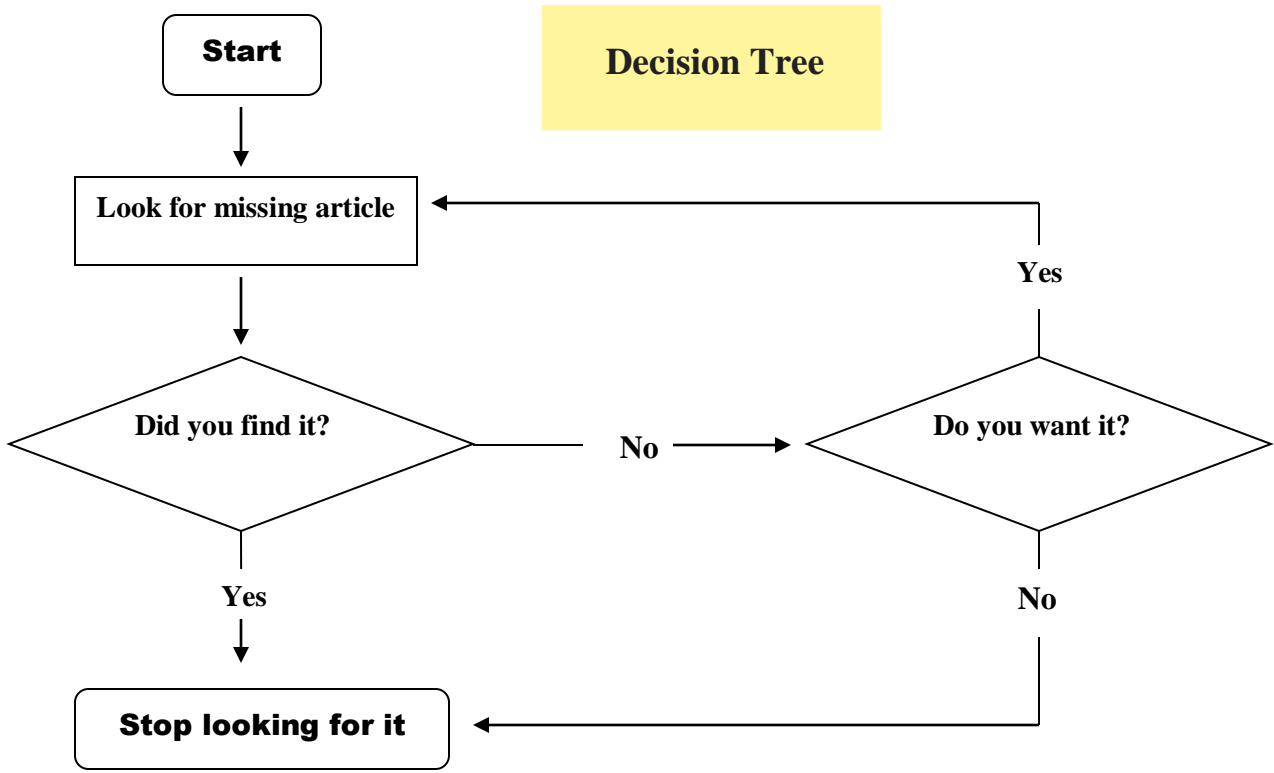 Start
Decision Tree
Look for missing article
Yes
Did you find it?
No
Do you want it?
Yes
No
Stop looking for it